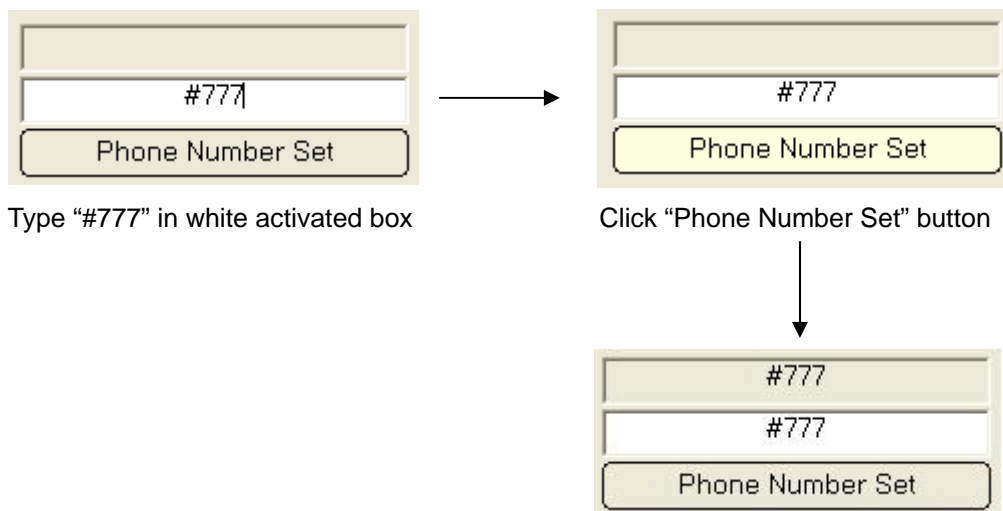 #777
Phone Number Set
Type “#777” in white activated box
#777
Phone Number Set
Click “Phone Number Set” button
#777
#777
Phone Number Set